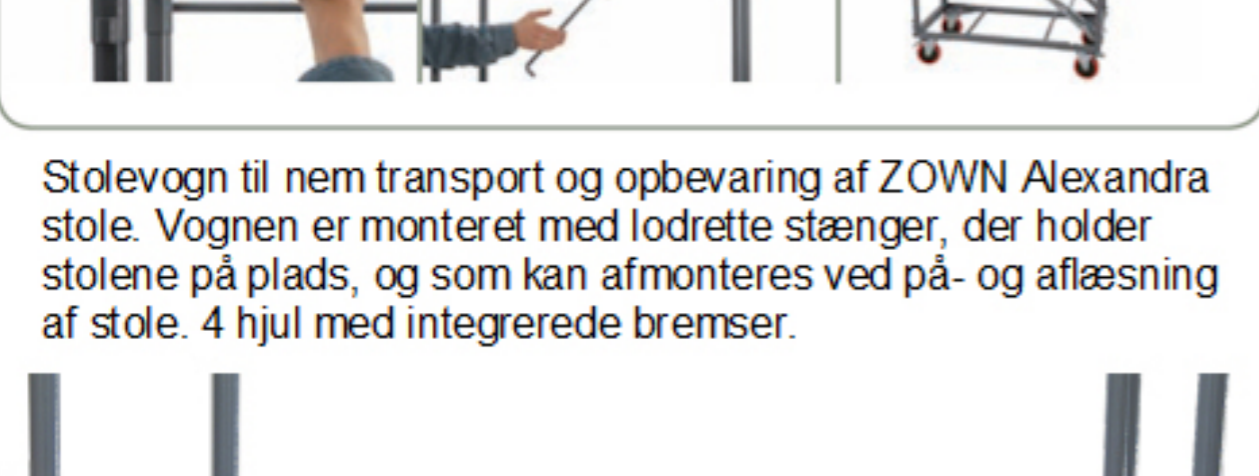 Stolevogn til nem transport og opbevaring af ZOWN Alexandra
stole. Vognen er monteret med lodrette stænger, der holder
stolene på plads, og som kan afmonteres ved på- og aflæsning
af stole. 4 hjul med integrerede bremser.